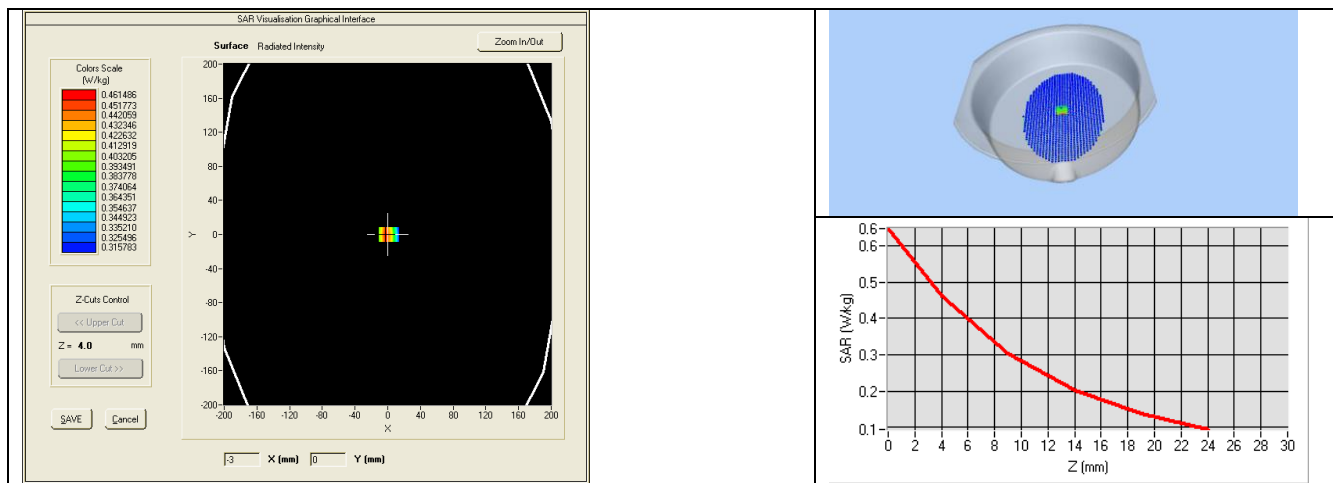 SAR Visualisation Graphical Interface
Surface Radiated Intensity
Zoom In/Out
Colors Scale
(W/kg)
0.461486
0.451773
0.442059
0.432346
0.422632
0.412919
0.403205
0.393491
0.383778
0.374064
0.364351
0.354637
0.344923
0.335210
0.325496
0.315783
Z-Cuts Control
<< Upper Cut
Z = 4.0 mm
Lower Cut >>
SAVE Cancel
200
160
120
80
40
0
-40
-80
-120
-160
-200
Y
-200 -160 -120 -80 -40 0 40 80 120 160 200
X
-3 X (mm) 0 Y (mm)
0.6
0.6
0.5
0.4
0.3
0.2
0.1
SAR (W/kg)
0 2 4 6 8 10 12 14 16 18 20 22 24 26 28 30
Z (mm)